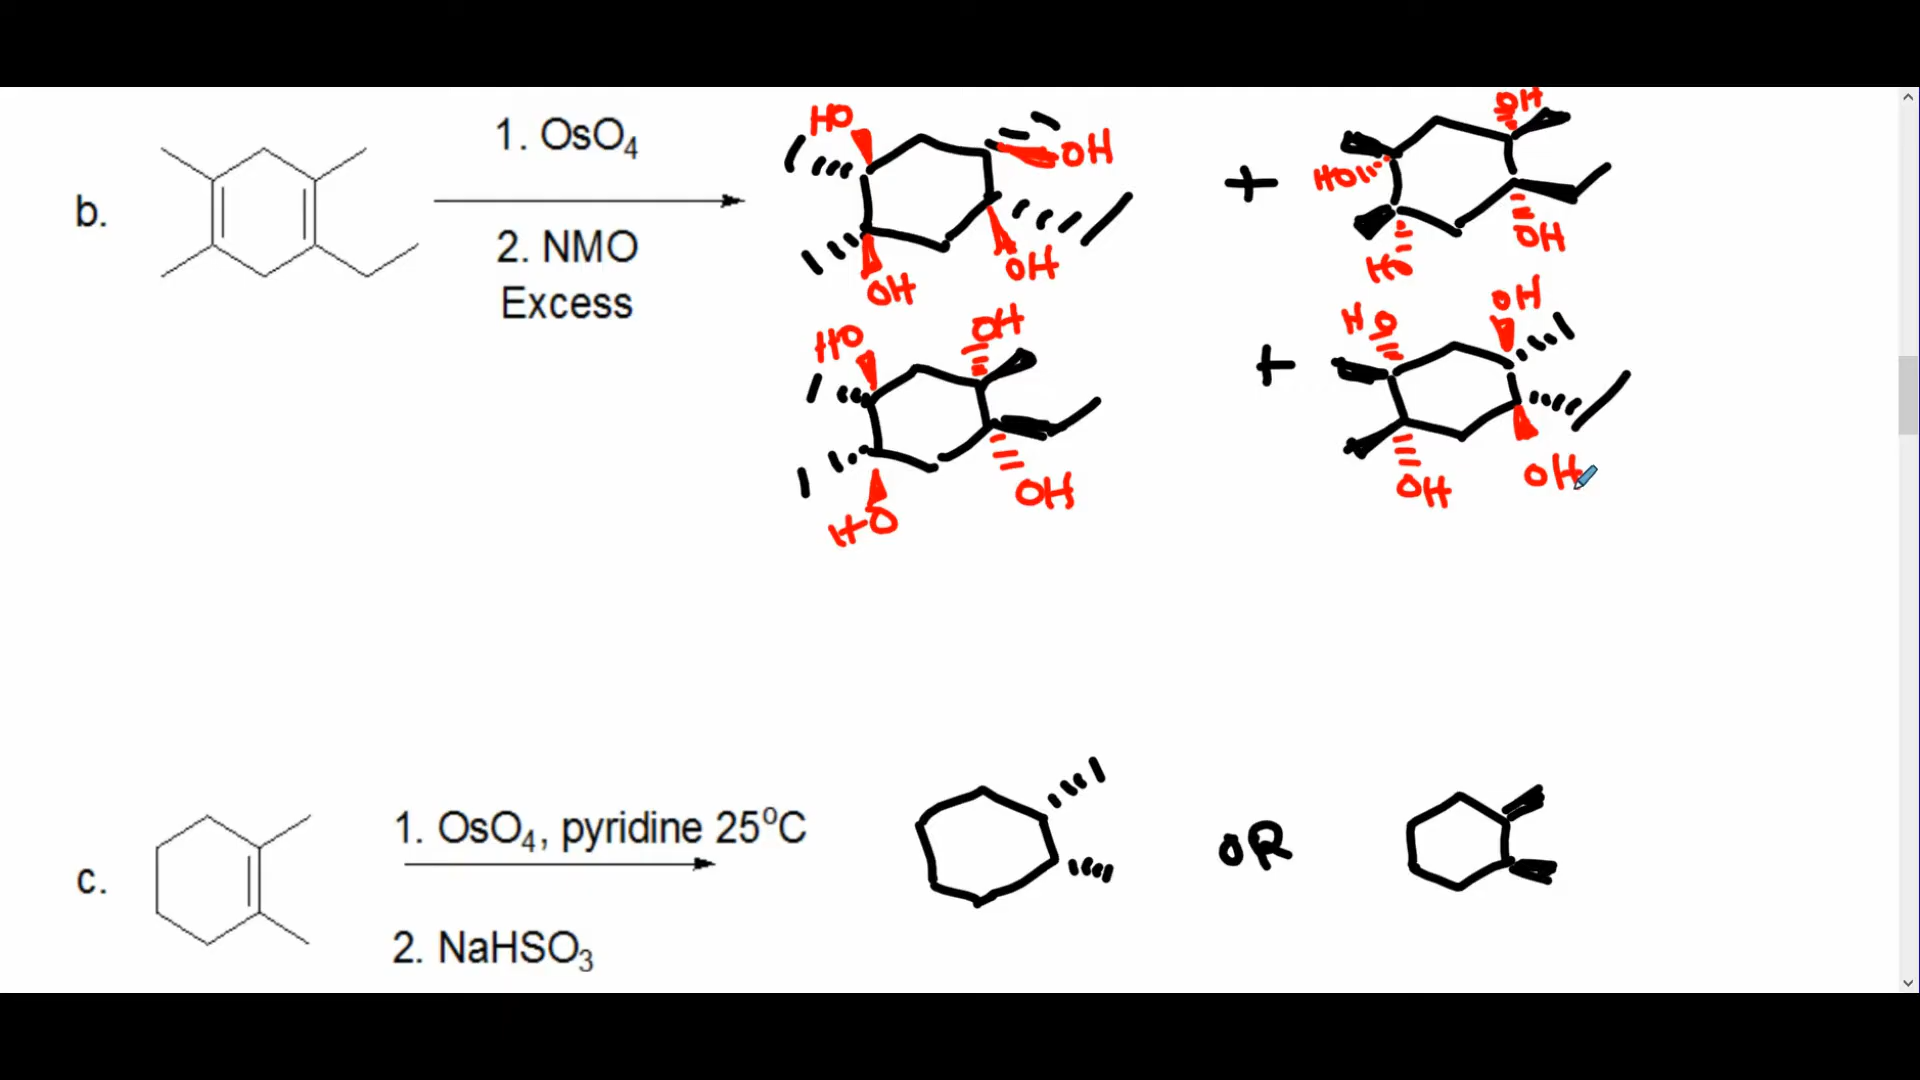 b.
1. OsO4
2. NMO
Excess
HO
OH
OH
OH
+
OH
HO
HO
OH
HO
OH
HO
OH
+
HO
OH
OH
OH
c.
1. OsO4, pyridine 25°C
2. NaHSO3
OR